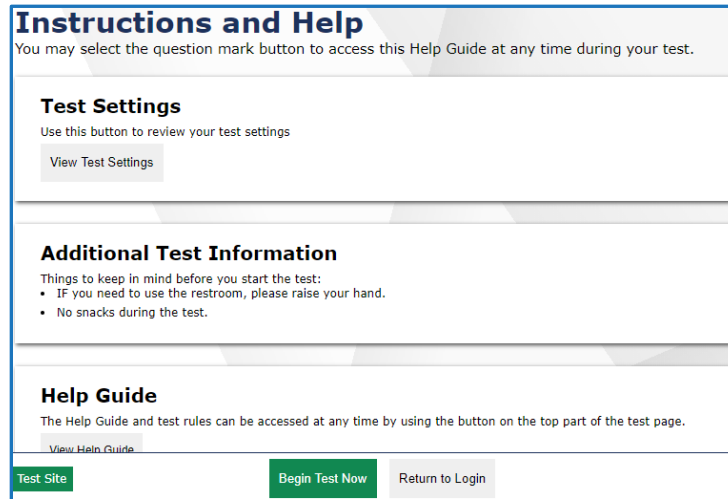 Instructions and Help
You may select the question mark button to access this Help Guide at any time during your test.
Test Settings
Use this button to review your test settings
View Test Settings
Additional Test Information
Things to keep in mind before you start the test:
• IF you need to use the restroom, please raise your hand.
• No snacks during the test.
Help Guide
The Help Guide and test rules can be accessed at any time by using the button on the top part of the test page.
View Help Guide
Test Site
Begin Test Now
Return to Login